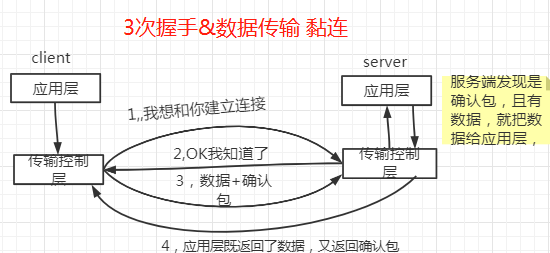 3次握手&数据传输 黏连
client
server
应用层
应用层
服务端发现是
确认包，且有
数据，就把数
据给应用层，
1,,我想和你建立连接
2,OK我知道了
传输控制
层
传输控制
层
3，数据+确认
包
4，应用层既返回了数据，又返回确认包